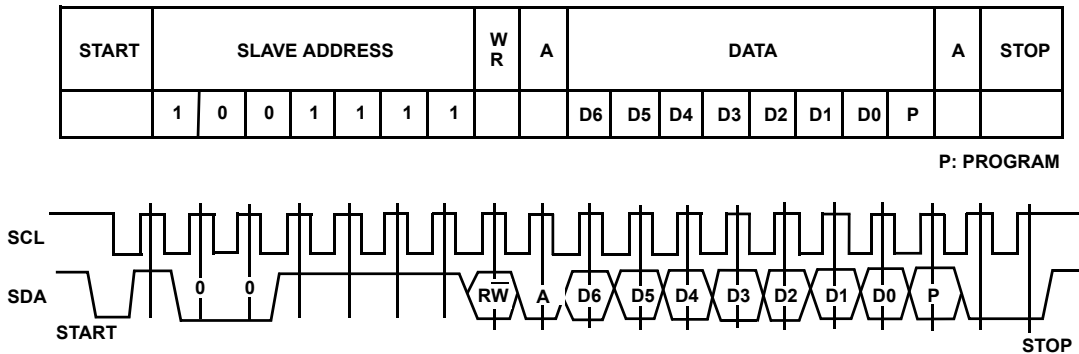 START SLAVE ADDRESS W R A DATA A STOP
1 0 0 1 1 1 1 D6 D5 D4 D3 D2 D1 D0 P
P: PROGRAM
SCL
SDA 0 0 RW A D6 D5 D4 D3 D2 D1 D0 P
START STOP